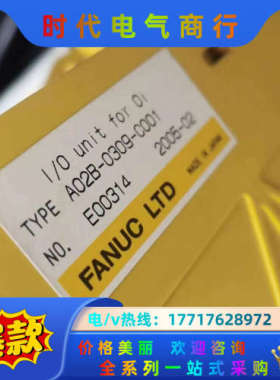 时代电气商行
I/O unit for 0i
TYPE A02B-0309-C001
2005-02
NO. E00314
FANUC LTD
MADE IN JAPAN
爆款
电/v热线：17717628972
价格美丽 欢迎咨询
全系列一站式采购